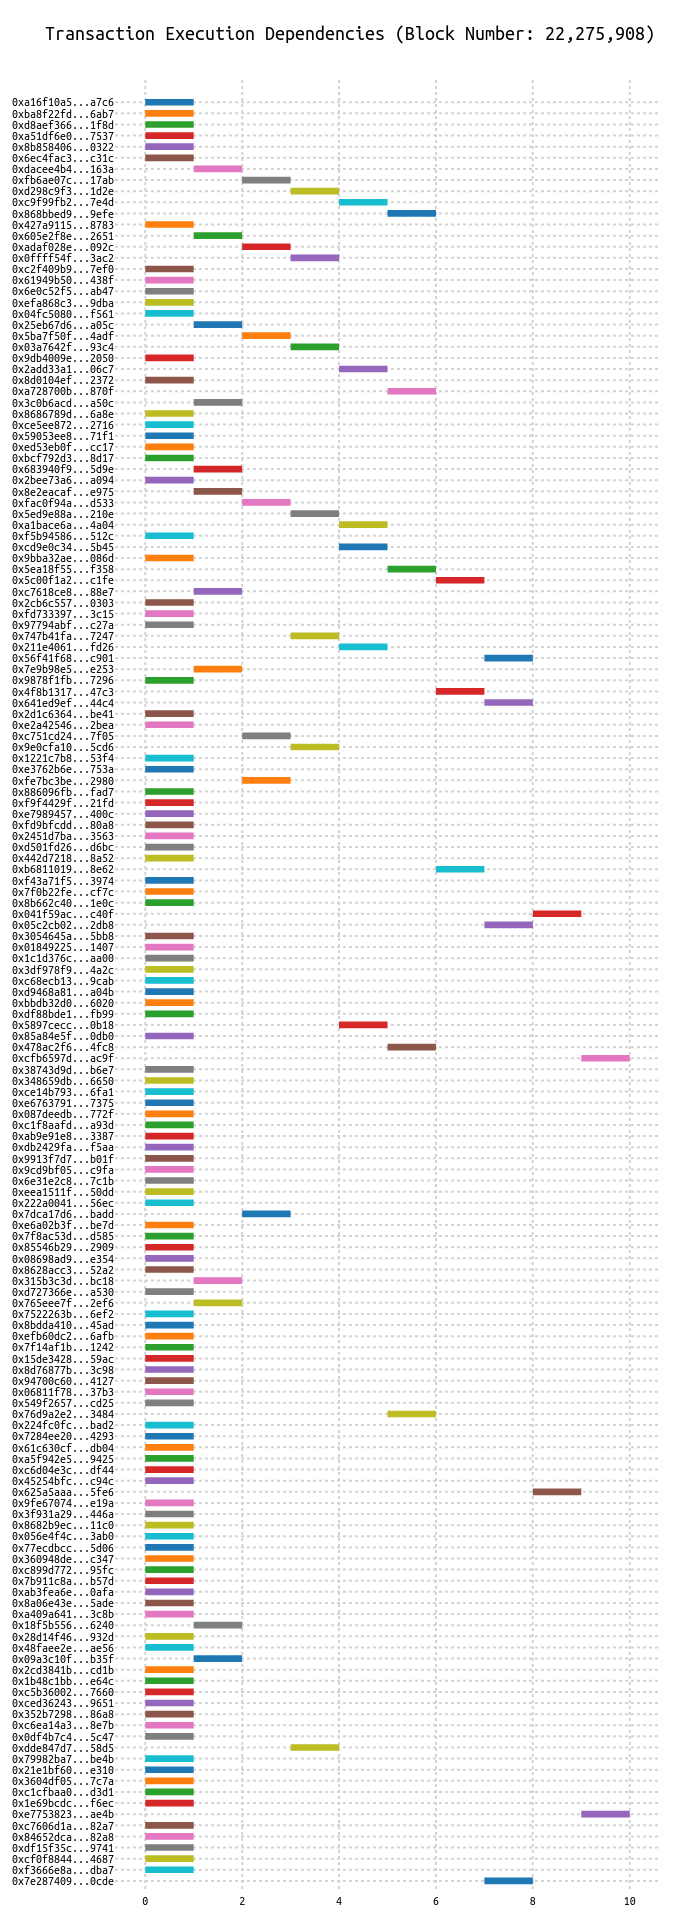 Transaction Execution Dependencies (Block Number: 22,275,908)
0xa16f10a5...a7c6
0xba8f22fd...6ab7
0xd8aef366...1f8d
0xa51df6e0...7537
0x8b858406...0322
0x6ec4fac3...c31c
0xdacee4b4...163a
0xfb6ae07c...17ab
0xd298c9f3...1d2e
0xc9f99fb2...7e4d
0x868bbed9...9efe
0x427a9115...8783
0x605e2f8e...2651
0xadaf028e...092c
0x0ffff54f...3ac2
0xc2f409b9...7ef0
0x61949b50...438f
0x6e0c52f5...ab47
0xefa868c3...9dba
0x04fc5080...f561
0x25eb67d6...a05c
0x5ba7f50f...4adf
0x03a7642f...93c4
0x9db4009e...2050
0x2add33a1...06c7
0x8d0104ef...2372
0xa728700b...870f
0x3c0b6acd...a50c
0x8686789d...6a8e
0xce5ee872...2716
0x59053ee8...71f1
0xed53eb0f...cc17
0xbcf792d3...8d17
0x683940f9...5d9e
0x2bee73a6...a094
0x8e2eacaf...e975
0xfac0f94a...d533
0x5ed9e88a...210e
0xa1bace6a...4a04
0xf5b94586...512c
0xcd9e0c34...5b45
0x9bba32ae...086d
0x5ea18f55...f358
0x5c00f1a2...c1fe
0xc7618ce8...88e7
0x2cb6c557...0303
0xfd733397...3c15
0x97794abf...c27a
0x747b41fa...7247
0x211e4061...fd26
0x56f41f68...c901
0x7e9b98e5...e253
0x9878f1fb...7296
0x4f8b1317...47c3
0x641ed9ef...44c4
0x2d1c6364...be41
0xe2a42546...2bea
0xc751cd24...7f05
0x9e0cfa10...5cd6
0x1221c7b8...53f4
0xe3762b6e...753a
0xfe7bc3be...2980
0x886096fb...fad7
0xf9f4429f...21fd
0xe7989457...400c
0xfd9bfcdd...80a8
0x2451d7ba...3563
0xd501fd26...d6bc
0x442d7218...8a52
0xb6811019...8e62
0xf43a71f5...3974
0x7f0b22fe...cf7c
0x8b662c40...1e0c
0x041f59ac...c40f
0x05c2cb02...2db8
0x3054645a...5bb8
0x01849225...1407
0x1c1d376c...aa00
0x3df978f9...4a2c
0xc68ecb13...9cab
0xd9468a81...a04b
0xbbdb32d0...6020
0xdf88bde1...fb99
0x5897cecc...0b18
0x85a84e5f...0db0
0x478ac2f6...4fc8
0xcfb6597d...ac9f
0x38743d9d...b6e7
0x348659db...6650
0xce14b793...6fa1
0xe6763791...7375
0x087deedb...772f
0xc1f8aafd...a93d
0xab9e91e8...3387
0xdb2429fa...f5aa
0x9913f7d7...b01f
0x9cd9bf05...c9fa
0x6e31e2c8...7c1b
0xeea1511f...50dd
0x222a0041...56ec
0x7dca17d6...badd
0xe6a02b3f...be7d
0x7f8ac53d...d585
0x85546b29...2909
0x08698ad9...e354
0x8628acc3...52a2
0x315b3c3d...bc18
0xd727366e...a530
0x765eee7f...2ef6
0x7522263b...6ef2
0x8bdda410...45ad
0xefb60dc2...6afb
0x7f14af1b...1242
0x15de3428...59ac
0x8d76877b...3c98
0x94700c60...4127
0x06811f78...37b3
0x549f2657...cd25
0x76d9a2e2...3484
0x224fc0fc...bad2
0x7284ee20...4293
0x61c630cf...db04
0xa5f942e5...9425
0xc6d04e3c...df44
0x45254bfc...c94c
0x625a5aaa...5fe6
0x9fe67074...e19a
0x3f931a29...446a
0x8682b9ec...11c0
0x056e4f4c...3ab0
0x77ecdbcc...5d06
0x360948de...c347
0xc899d772...95fc
0x7b911c8a...b57d
0xab3fea6e...0afa
0x8a06e43e...5ade
0xa409a641...3c8b
0x18f5b556...6240
0x28d14f46...932d
0x48faee2e...ae56
0x09a3c10f...b35f
0x2cd3841b...cd1b
0x1b48c1bb...e64c
0xc5b36002...7660
0xced36243...9651
0x352b7298...86a8
0xc6ea14a3...8e7b
0x0df4b7c4...5c47
0xdde847d7...58d5
0x79982ba7...be4b
0x21e1bf60...e310
0x3604df05...7c7a
0xc1cfbaa0...d3d1
0x1e69bcdc...f6ec
0xe7753823...ae4b
0xc7606d1a...82a7
0x84652dca...82a8
0xdf15f35c...9741
0xcf0f8844...4687
0xf3666e8a...dba7
0x7e287409...0cde
0 2 4 6 8 10